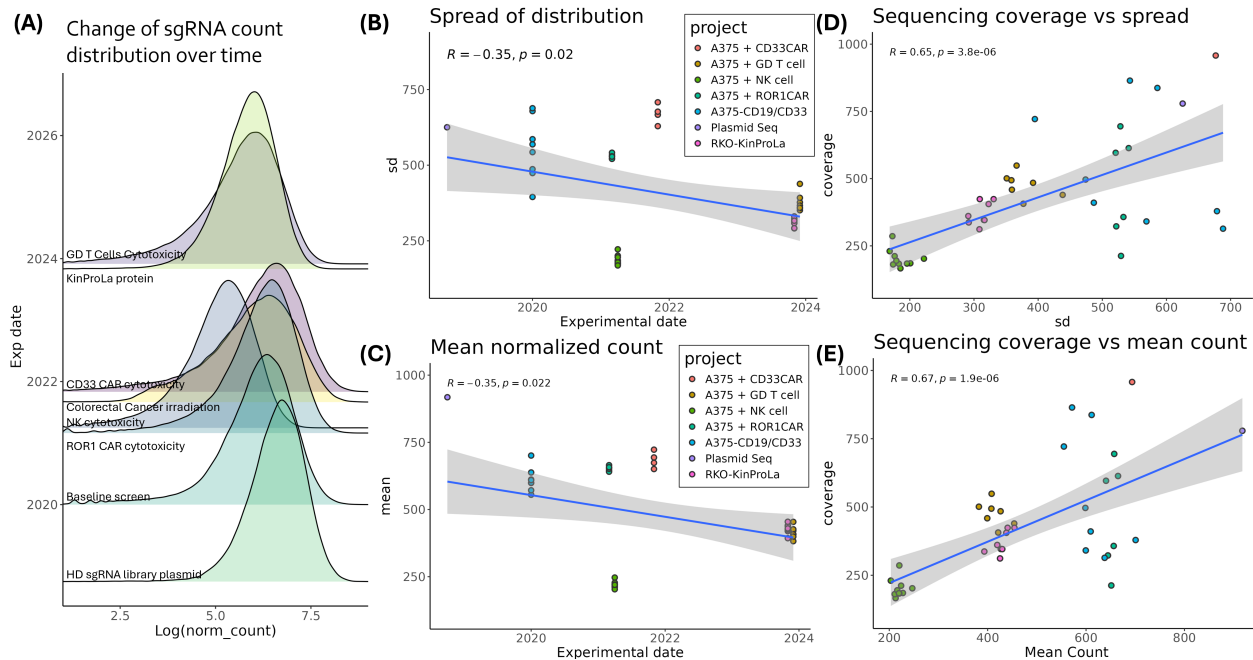 (A)
Change of sgRNA count
distribution over time
Exp date
2026
2024
2022
2020
GD T Cells Cytotoxicity
KinProLa protein
CD33 CAR cytotoxicity
Colorectal Cancer irradiation
NK cytotoxicity
ROR1 CAR cytotoxicity
Baseline screen
HD sgRNA library plasmid
2.5
5.0
7.5
Log(norm_count)
(B)
Spread of distribution
R = −0.35, p = 0.02
sd
750
500
250
2020
2022
2024
Experimental date
project
A375 + CD33CAR
A375 + GD T cell
A375 + NK cell
A375 + ROR1CAR
A375-CD19/CD33
Plasmid Seq
RKO-KinProLa
(C)
Mean normalized count
R = −0.35, p = 0.022
mean
1000
750
500
250
2020
2022
2024
Experimental date
project
A375 + CD33CAR
A375 + GD T cell
A375 + NK cell
A375 + ROR1CAR
A375-CD19/CD33
Plasmid Seq
RKO-KinProLa
(D)
Sequencing coverage vs spread
R = 0.65, p = 3.8e-06
coverage
1000
750
500
250
200
300
400
500
600
700
sd
(E)
Sequencing coverage vs mean count
R = 0.67, p = 1.9e-06
coverage
1000
750
500
250
200
400
600
800
Mean Count